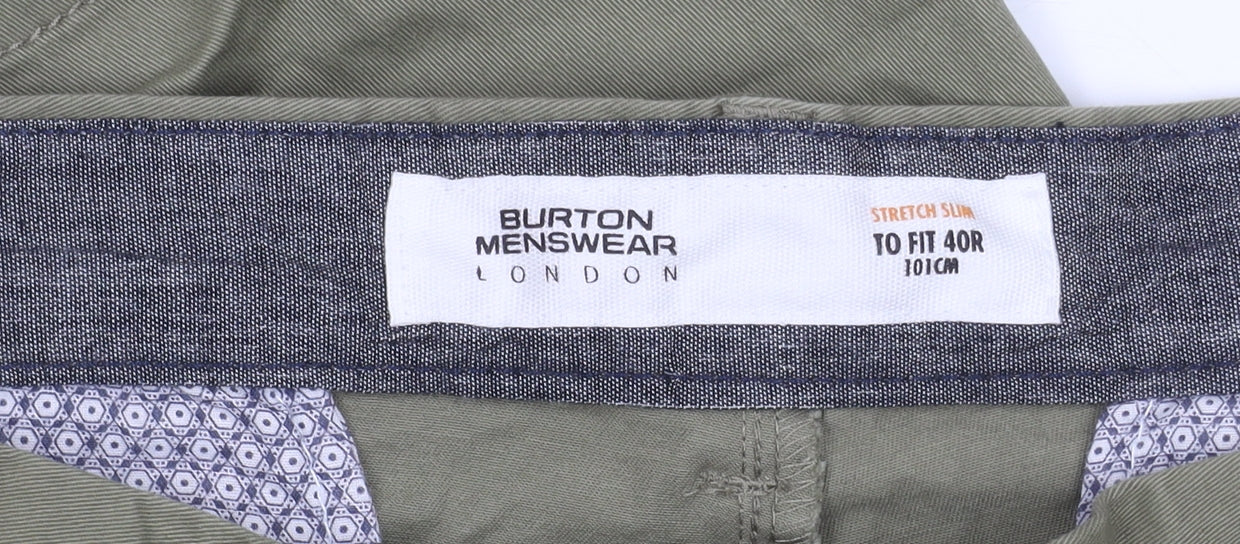 BURTON
MENSWEAR
LONDON
STRETCH SLIM
TO FIT 40R
101CM